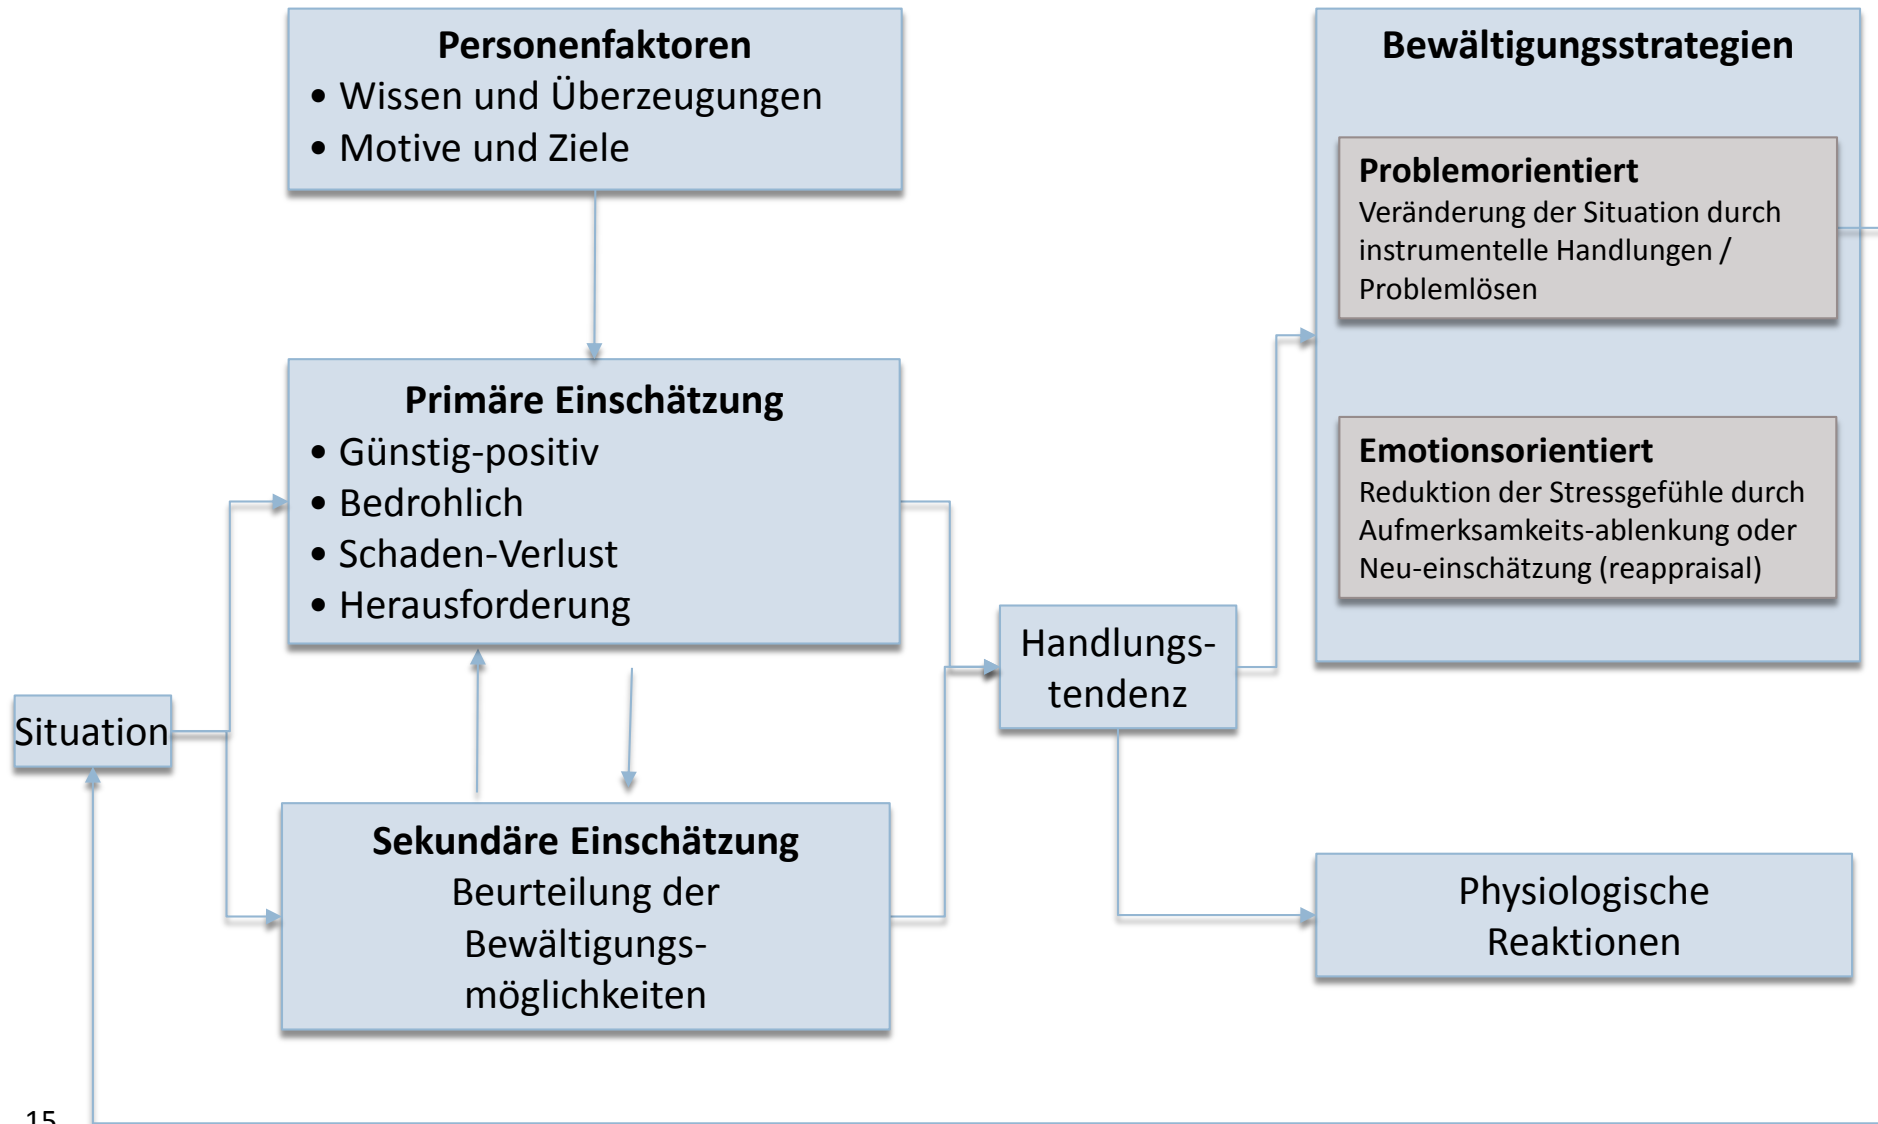 Personenfaktoren
• Wissen und Überzeugungen
• Motive und Ziele
Primäre Einschätzung
• Günstig-positiv
• Bedrohlich
• Schaden-Verlust
• Herausforderung
Situation
Sekundäre Einschätzung
Beurteilung der
Bewältigungs-
möglichkeiten
Handlungs-
tendenz
Bewältigungsstrategien
Problemorientiert
Veränderung der Situation durch
instrumentelle Handlungen /
Problemlösen
Emotionsorientiert
Reduktion der Stressgefühle durch
Aufmerksamkeits-ablenkung oder
Neu-einschätzung (reappraisal)
Physiologische
Reaktionen
15